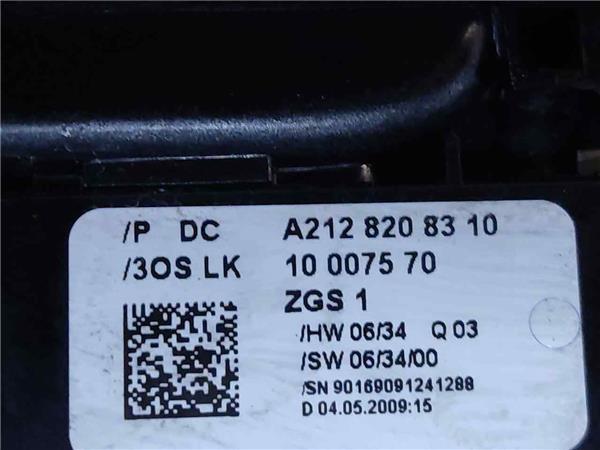 /P DC A212 820 83 10
/3OS LK 10 0075 70
ZGS 1
/HW 06/34 Q 03
/SW 06/34/00
/SN 90169091241288
D 04.05.2009:15